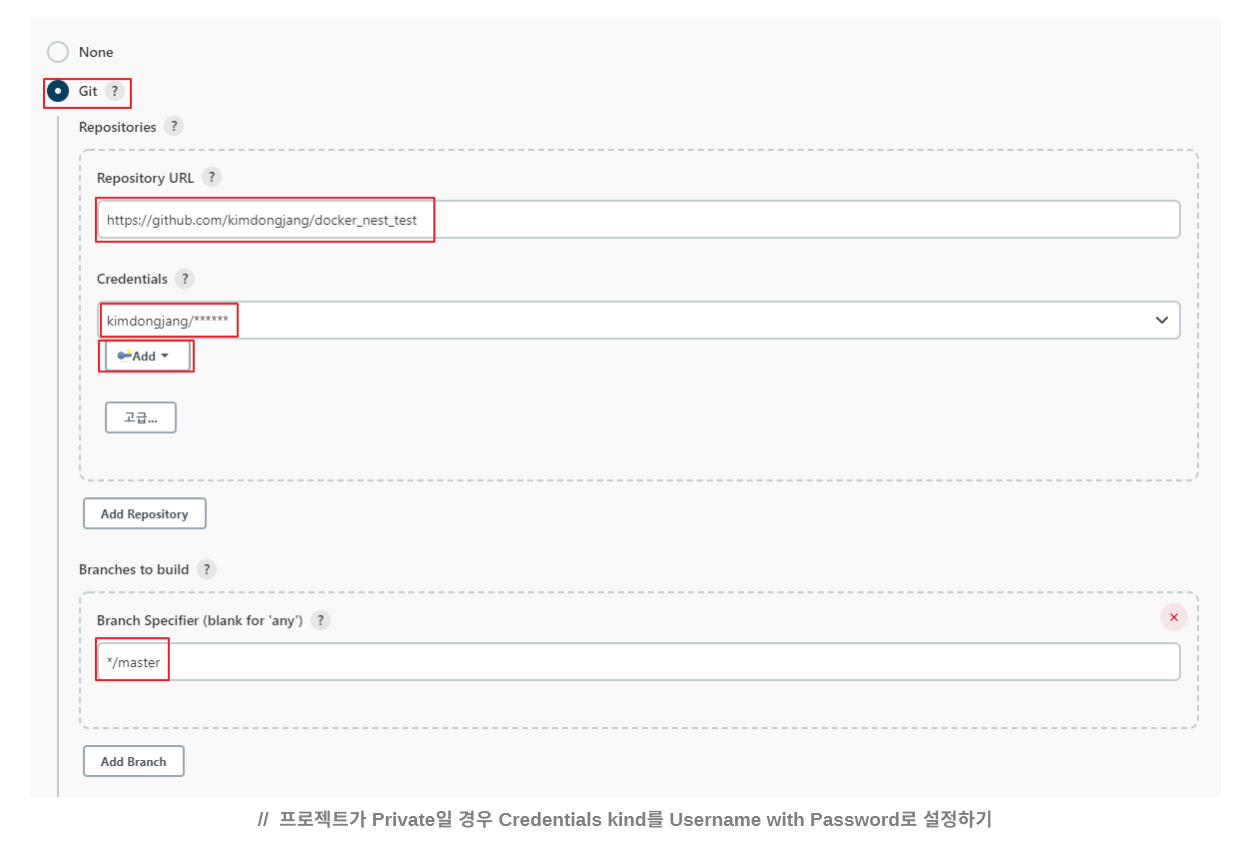 None
Git ?
Repositories ?
Repository URL ?
https://github.com/kimdongjang/docker_nest_test
Credentials ?
kimdongjang/******
Add
고급...
Add Repository
Branches to build ?
Branch Specifier (blank for 'any') ?
*/master
Add Branch
// 프로젝트가 Private일 경우 Credentials kind를 Username with Password로 설정하기